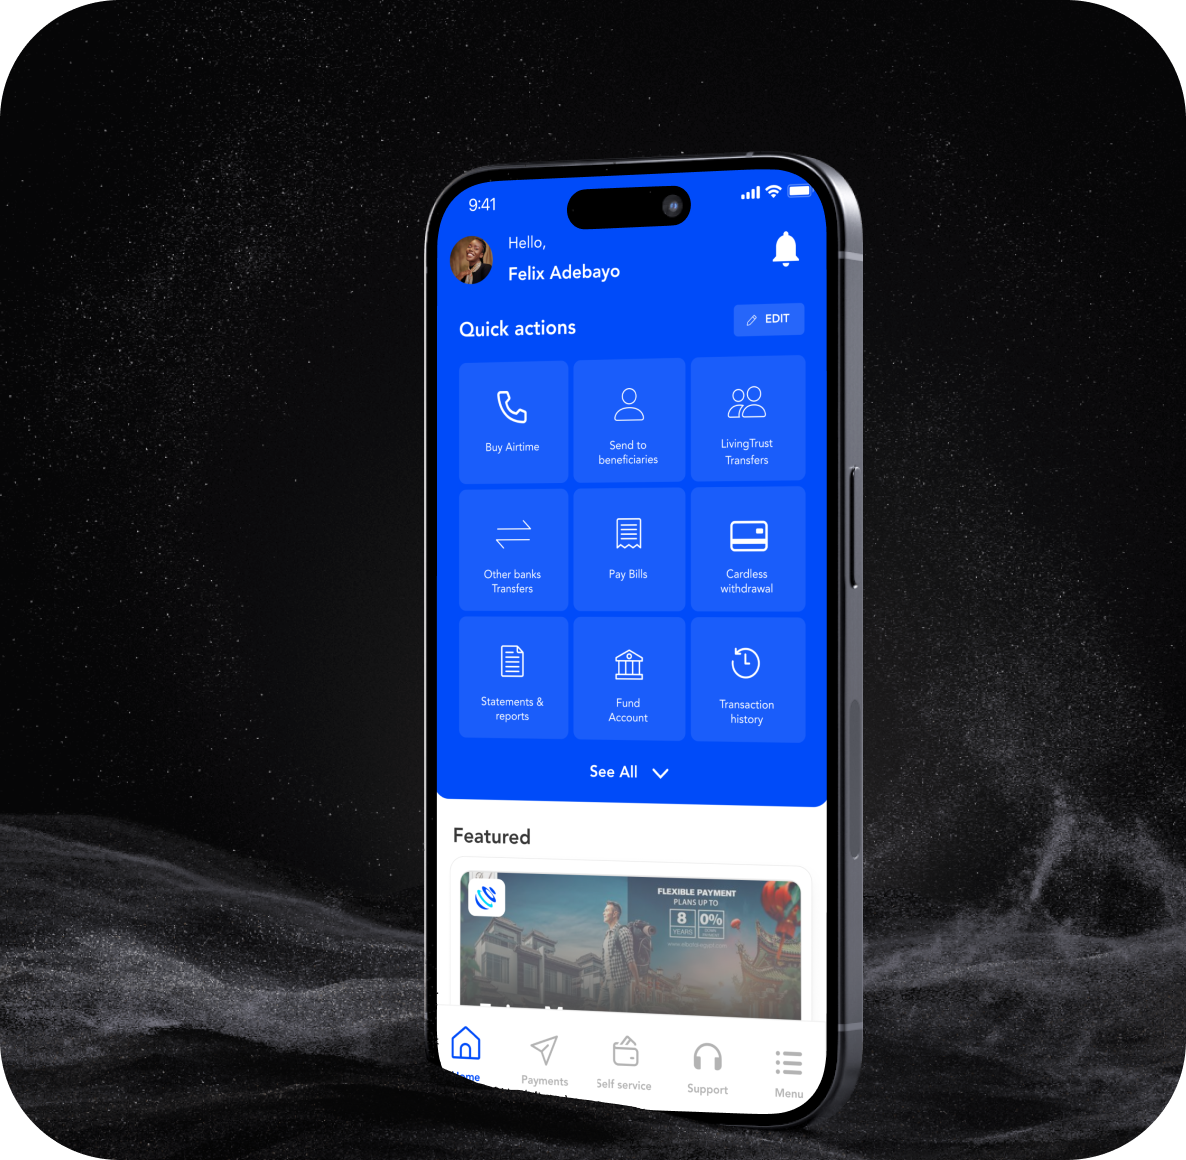 9:41
Hello,
Felix Adebayo
Quick actions
EDIT
Buy Airtime
Send to
beneficiaries
LivingTrust
Transfers
Other banks
Transfers
Pay Bills
Cardless
withdrawal
Statements &
reports
Fund
Account
Transaction
history
See All
Featured
FLEXIBLE PAYMENT
PLANS UP TO
8
YEARS
0%
Payments
Self service
Support
Menu